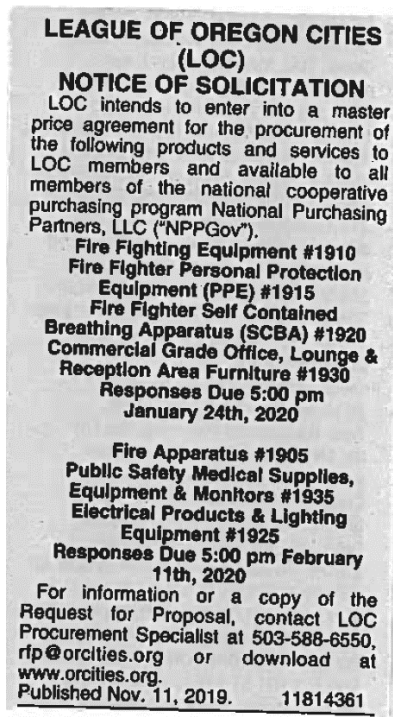 LEAGUE OF OREGON CITIES
(LOC)
NOTICE OF SOLICITATION
LOC intends to enter into a master
price agreement for the procurement of
the following products and services to
LOC members and available to all
members of the national cooperative
purchasing program National Purchasing
Partners, LLC ("NPPGov").
Fire Fighting Equipment #1910
Fire Fighter Personal Protection
Equipment (PPE) #1915
Fire Fighter Self Contained
Breathing Apparatus (SCBA) #1920
Commercial Grade Office, Lounge &
Reception Area Furniture #1930
Responses Due 5:00 pm
January 24th, 2020
Fire Apparatus #1905
Public Safety Medical Supplies,
Equipment & Monitors #1935
Electrical Products & Lighting
Equipment #1925
Responses Due 5:00 pm February
11th, 2020
For information or a copy of the
Request for Proposal, contact LOC
Procurement Specialist at 503-588-6550,
rfp@orcities.org or download at
www.orcities.org.
Published Nov. 11, 2019. 11814361